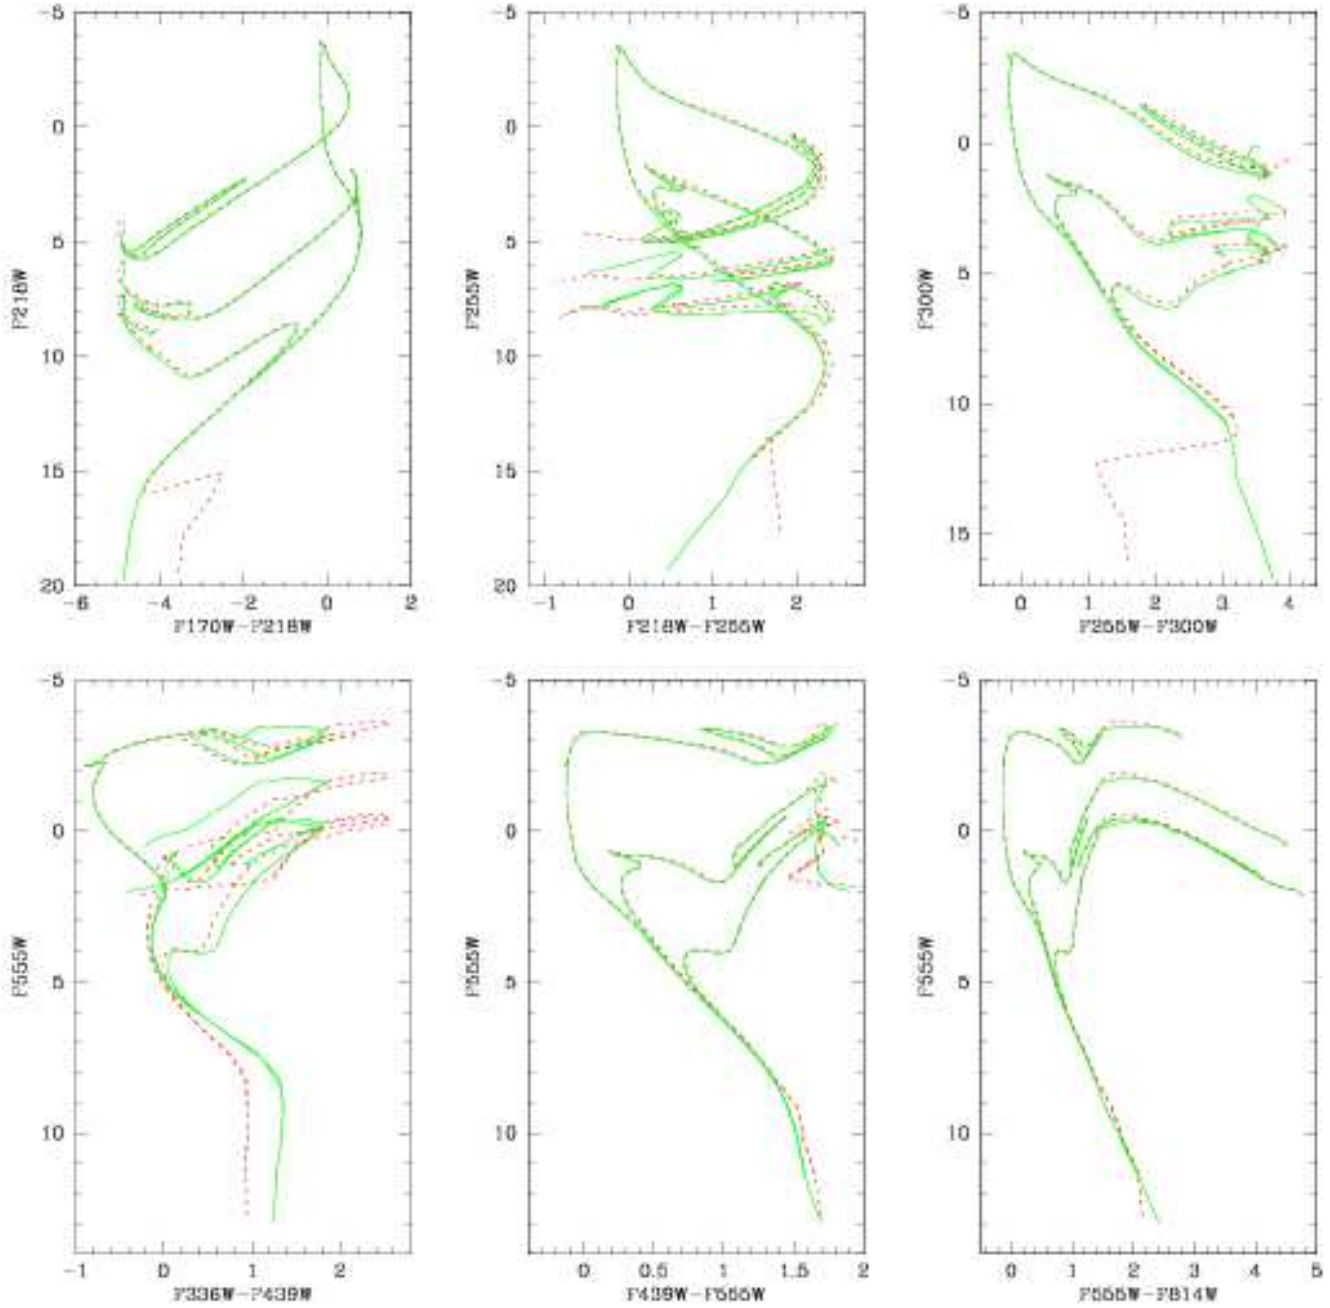 -5 -5 -5
0 0 0
5 5 5
10 10 10
15 15 15
20 20
F218W F255W F300W
-6 -4 -2 0 2 -1 0 1 2 0 1 2 3 4
F170W-F218W F218W-F255W F255W-F300W
-5 -5 -5
0 0 0
5 5 5
10 10 10
F555W F555W F555W
-1 0 1 2 0 0.5 1 1.5 2 0 1 2 3 4 5
F336W-F439W F439W-F555W F555W-F814W